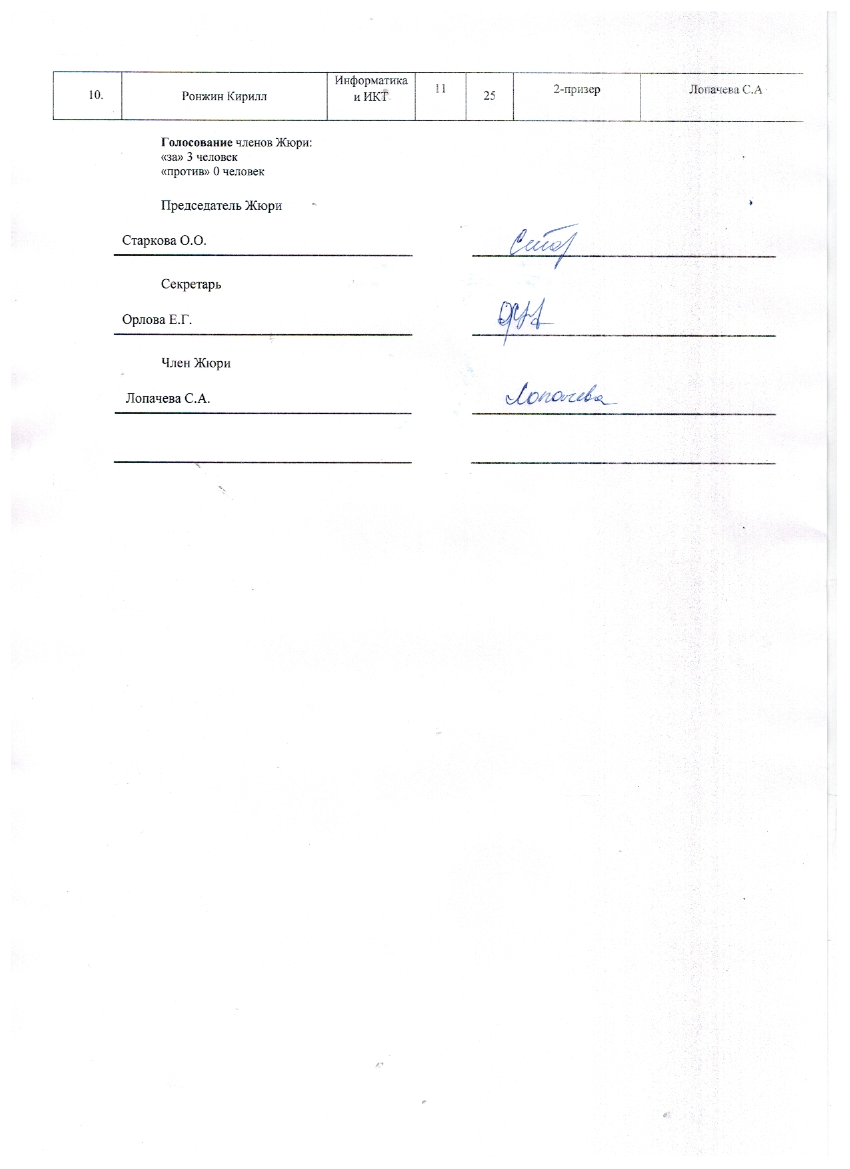 10. Ронжин Кирилл Информатика и ИКТ 11 25 2-призер Лопачева С.А
Голосование членов Жюри:
«за» 3 человек
«против» 0 человек
Председатель Жюри
Старкова О.О. Стар
Секретарь
Орлова Е.Г.
Член Жюри
Лопачева С.А. Лопачева